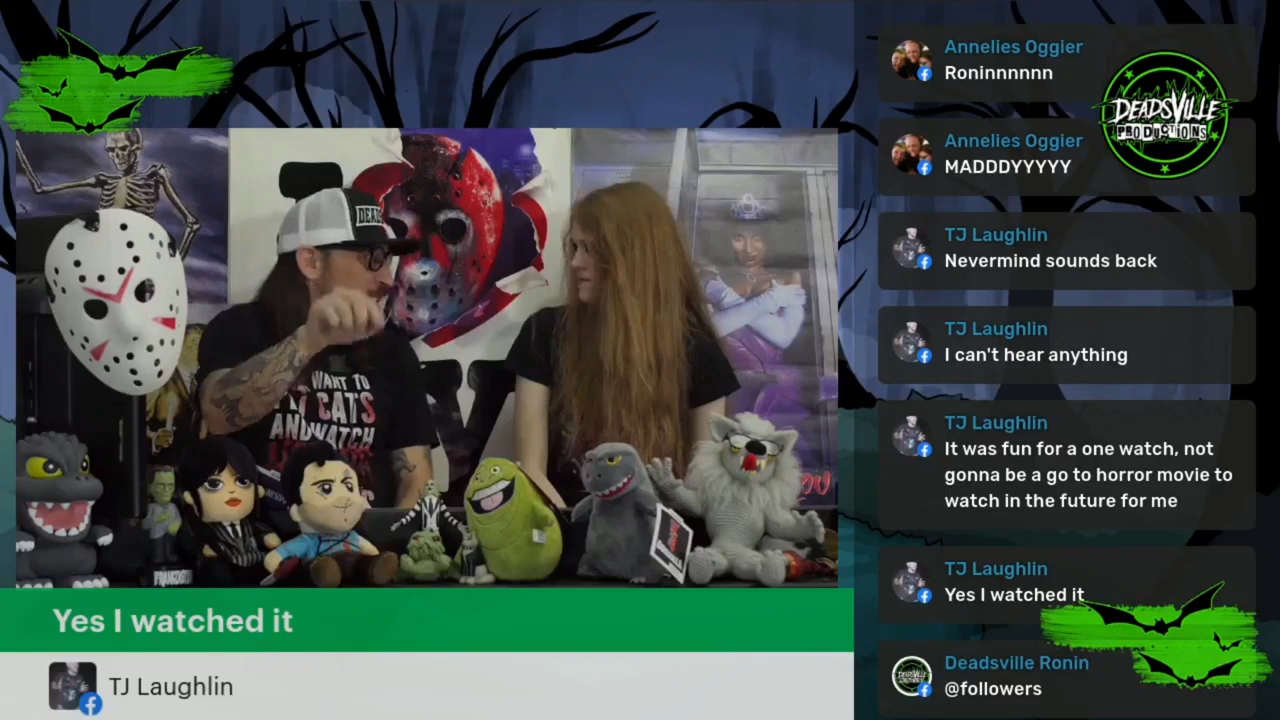 Annelies Oggier
Roninnnnnn
DEADSVILLE
PRODUCTIONS
Annelies Oggier
MADDDYYYYY
TJ Laughlin
Nevermind sounds back
TJ Laughlin
I can't hear anything
TJ Laughlin
It was fun for a one watch, not
gonna be a go to horror movie to
watch in the future for me
TJ Laughlin
Yes I watched it
Deadsville Ronin
@followers
WANT TO
CATS
AND WATCH
Yes I watched it
TJ Laughlin